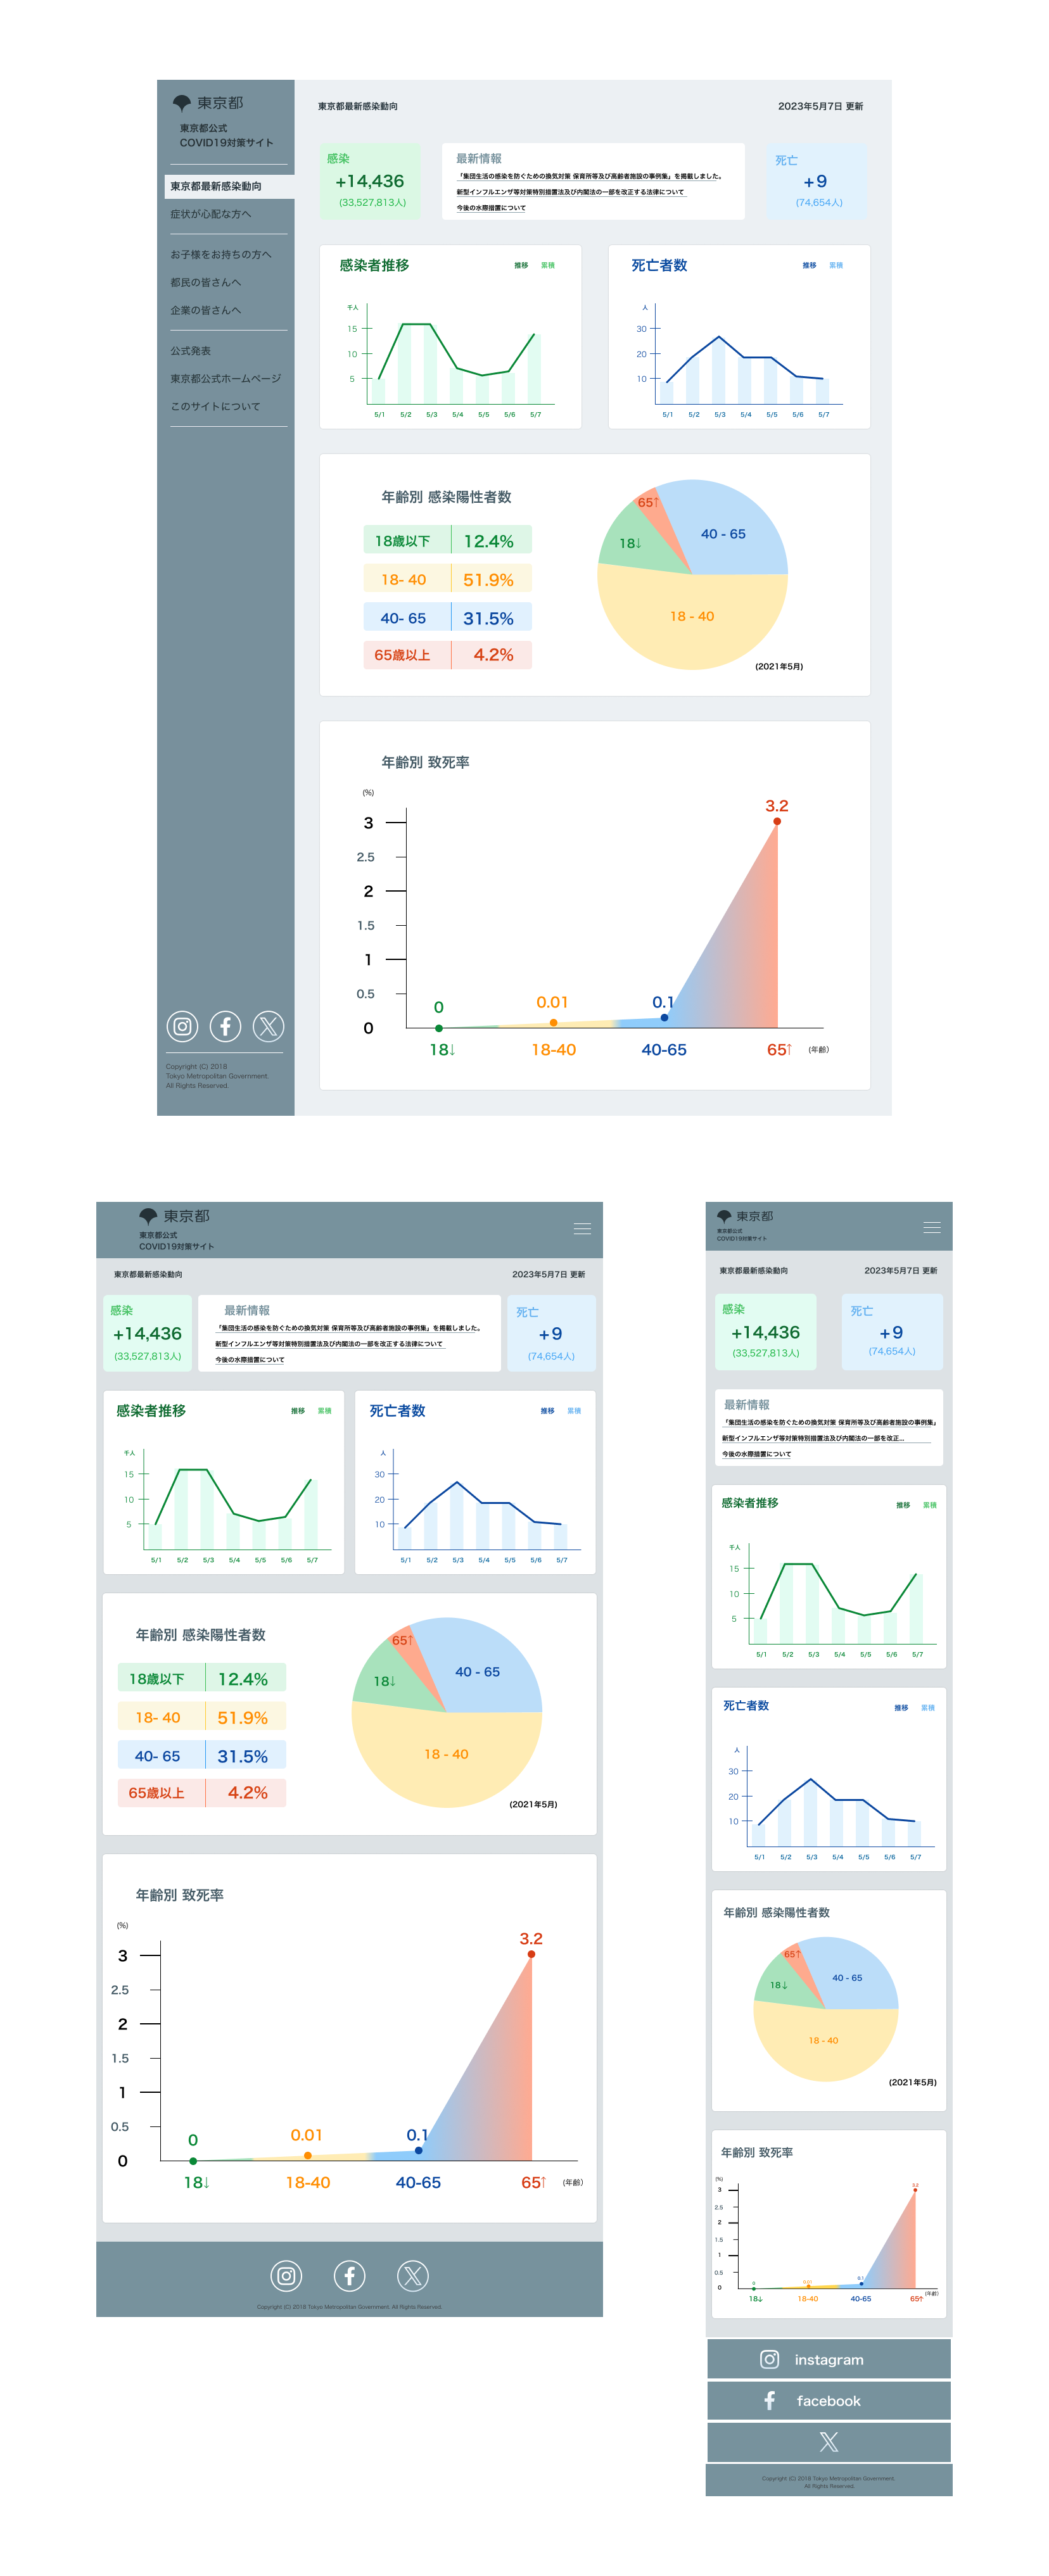 東京都
東京都公式
COVID19対策サイト
東京都最新感染動向
症状が心配な方へ
お子様をお持ちの方へ
都民の皆さんへ
企業の皆さんへ
公式発表
東京都公式ホームページ
このサイトについて
Copyright (C) 2018
Tokyo Metropolitan Government.
All Rights Reserved.
東京都最新感染動向
2023年5月7日 更新
感染
+14,436
(33,527,813人)
最新情報
「集団生活の感染を防ぐための換気対策 保育所等及び高齢者施設の事例集」を掲載しました。
新型インフルエンザ等対策特別措置法及び内閣法の一部を改正する法律について
今後の水際措置について
死亡
+9
(74,654人)
感染者推移
推移 累積
千人
15
10
5
5/1 5/2 5/3 5/4 5/5 5/6 5/7
死亡者数
推移 累積
人
30
20
10
5/1 5/2 5/3 5/4 5/5 5/6 5/7
年齢別 感染陽性者数
18歳以下 12.4%
18- 40 51.9%
40- 65 31.5%
65歳以上 4.2%
65↑
40 - 65
18↓
18 - 40
(2021年5月)
年齢別 致死率
(%)
3
2.5
2
1.5
1
0.5
0
0
0.01
0.1
3.2
18↓ 18-40 40-65 65↑ (年齢)
東京都
東京都公式
COVID19対策サイト
東京都最新感染動向
2023年5月7日 更新
感染
+14,436
(33,527,813人)
最新情報
「集団生活の感染を防ぐための換気対策 保育所等及び高齢者施設の事例集」を掲載しました。
新型インフルエンザ等対策特別措置法及び内閣法の一部を改正する法律について
今後の水際措置について
死亡
+9
(74,654人)
感染者推移
推移 累積
千人
15
10
5
5/1 5/2 5/3 5/4 5/5 5/6 5/7
死亡者数
推移 累積
人
30
20
10
5/1 5/2 5/3 5/4 5/5 5/6 5/7
年齢別 感染陽性者数
18歳以下 12.4%
18- 40 51.9%
40- 65 31.5%
65歳以上 4.2%
65↑
40 - 65
18↓
18 - 40
(2021年5月)
年齢別 致死率
(%)
3
2.5
2
1.5
1
0.5
0
0
0.01
0.1
3.2
18↓ 18-40 40-65 65↑ (年齢)
Copyright (C) 2018 Tokyo Metropolitan Government. All Rights Reserved.
東京都
東京都公式
COVID19対策サイト
東京都最新感染動向
2023年5月7日 更新
感染
+14,436
(33,527,813人)
死亡
+9
(74,654人)
最新情報
「集団生活の感染を防ぐための換気対策 保育所等及び高齢者施設の事例集」
新型インフルエンザ等対策特別措置法及び内閣法の一部を改正...
今後の水際措置について
感染者推移
推移 累積
千人
15
10
5
5/1 5/2 5/3 5/4 5/5 5/6 5/7
死亡者数
推移 累積
人
30
20
10
5/1 5/2 5/3 5/4 5/5 5/6 5/7
年齢別 感染陽性者数
65↑
40 - 65
18↓
18 - 40
(2021年5月)
年齢別 致死率
(%)
3
2.5
2
1.5
1
0.5
0
0
0.01
0.1
3.2
18↓ 18-40 40-65 65↑ (年齢)
instagram
facebook
Copyright (C) 2018 Tokyo Metropolitan Government.
All Rights Reserved.